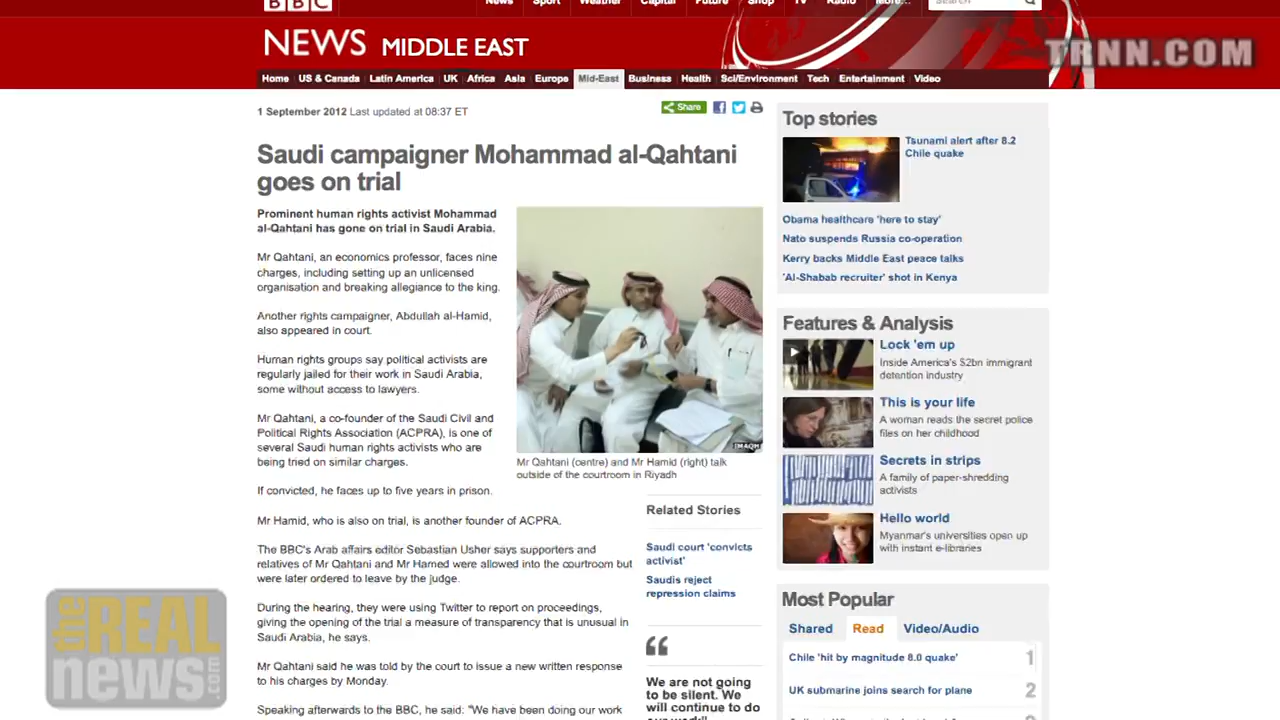 BBC
News Sport Weather Capital Future Shop TV Radio More... Search
NEWS MIDDLE EAST
TRNN.COM
Home US & Canada Latin America UK Africa Asia Europe Mid-East Business Health Sci/Environment Tech Entertainment Video
1 September 2012 Last updated at 08:37 ET
Share
Saudi campaigner Mohammad al-Qahtani
goes on trial
Prominent human rights activist Mohammad
al-Qahtani has gone on trial in Saudi Arabia.
Mr Qahtani, an economics professor, faces nine
charges, including setting up an unlicensed
organisation and breaking allegiance to the king.
Another rights campaigner, Abdullah al-Hamid,
also appeared in court.
Human rights groups say political activists are
regularly jailed for their work in Saudi Arabia,
some without access to lawyers.
Mr Qahtani, a co-founder of the Saudi Civil and
Political Rights Association (ACPRA), is one of
several Saudi human rights activists who are
being tried on similar charges.
If convicted, he faces up to five years in prison.
Mr Hamid, who is also on trial, is another founder of ACPRA.
The BBC's Arab affairs editor Sebastian Usher says supporters and
relatives of Mr Qahtani and Mr Hamed were allowed into the courtroom but
were later ordered to leave by the judge.
During the hearing, they were using Twitter to report on proceedings,
giving the opening of the trial a measure of transparency that is unusual in
Saudi Arabia, he says.
Mr Qahtani said he was told by the court to issue a new written response
to his charges by Monday.
Speaking afterwards to the BBC, he said: "We have been doing our work
Mr Qahtani (centre) and Mr Hamid (right) talk
outside of the courtroom in Riyadh
Related Stories
Saudi court 'convicts
activist'
Saudis reject
repression claims
We are not going
to be silent. We
will continue to do
our work"
Top stories
Tsunami alert after 8.2
Chile quake
Obama healthcare 'here to stay'
Nato suspends Russia co-operation
Kerry backs Middle East peace talks
'Al-Shabab recruiter' shot in Kenya
Features & Analysis
Lock 'em up
Inside America's $2bn immigrant
detention industry
This is your life
A woman reads the secret police
files on her childhood
Secrets in strips
A family of paper-shredding
activists
Hello world
Myanmar's universities open up
with instant e-libraries
Most Popular
Shared Read Video/Audio
Chile 'hit by magnitude 8.0 quake' 1
UK submarine joins search for plane 2
the REAL
news.com